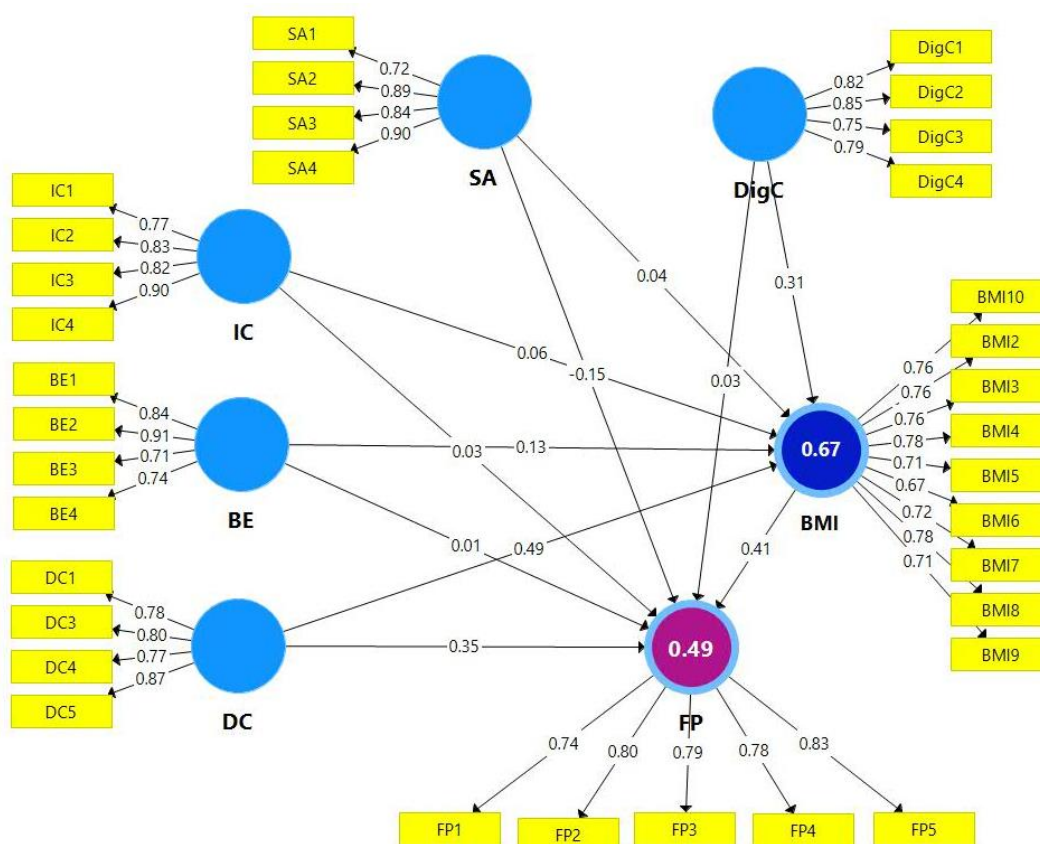 SA1
SA2
SA3
SA4
0.72
0.89
0.84
0.90
SA
DigC1
DigC2
DigC3
DigC4
0.82
0.85
0.75
0.79
DigC
IC1
IC2
IC3
IC4
0.77
0.83
0.82
0.90
IC
BE1
BE2
BE3
BE4
0.84
0.91
0.71
0.74
BE
DC1
DC3
DC4
DC5
0.78
0.80
0.77
0.87
DC
0.04
0.31
0.06
-0.15
0.03
0.03
0.13
0.01
0.49
0.35
0.41
0.67
BMI
BMI10
BMI2
BMI3
BMI4
BMI5
BMI6
BMI7
BMI8
BMI9
0.76
0.76
0.76
0.78
0.71
0.67
0.72
0.78
0.71
0.49
FP
0.74
0.80
0.79
0.78
0.83
FP1
FP2
FP3
FP4
FP5